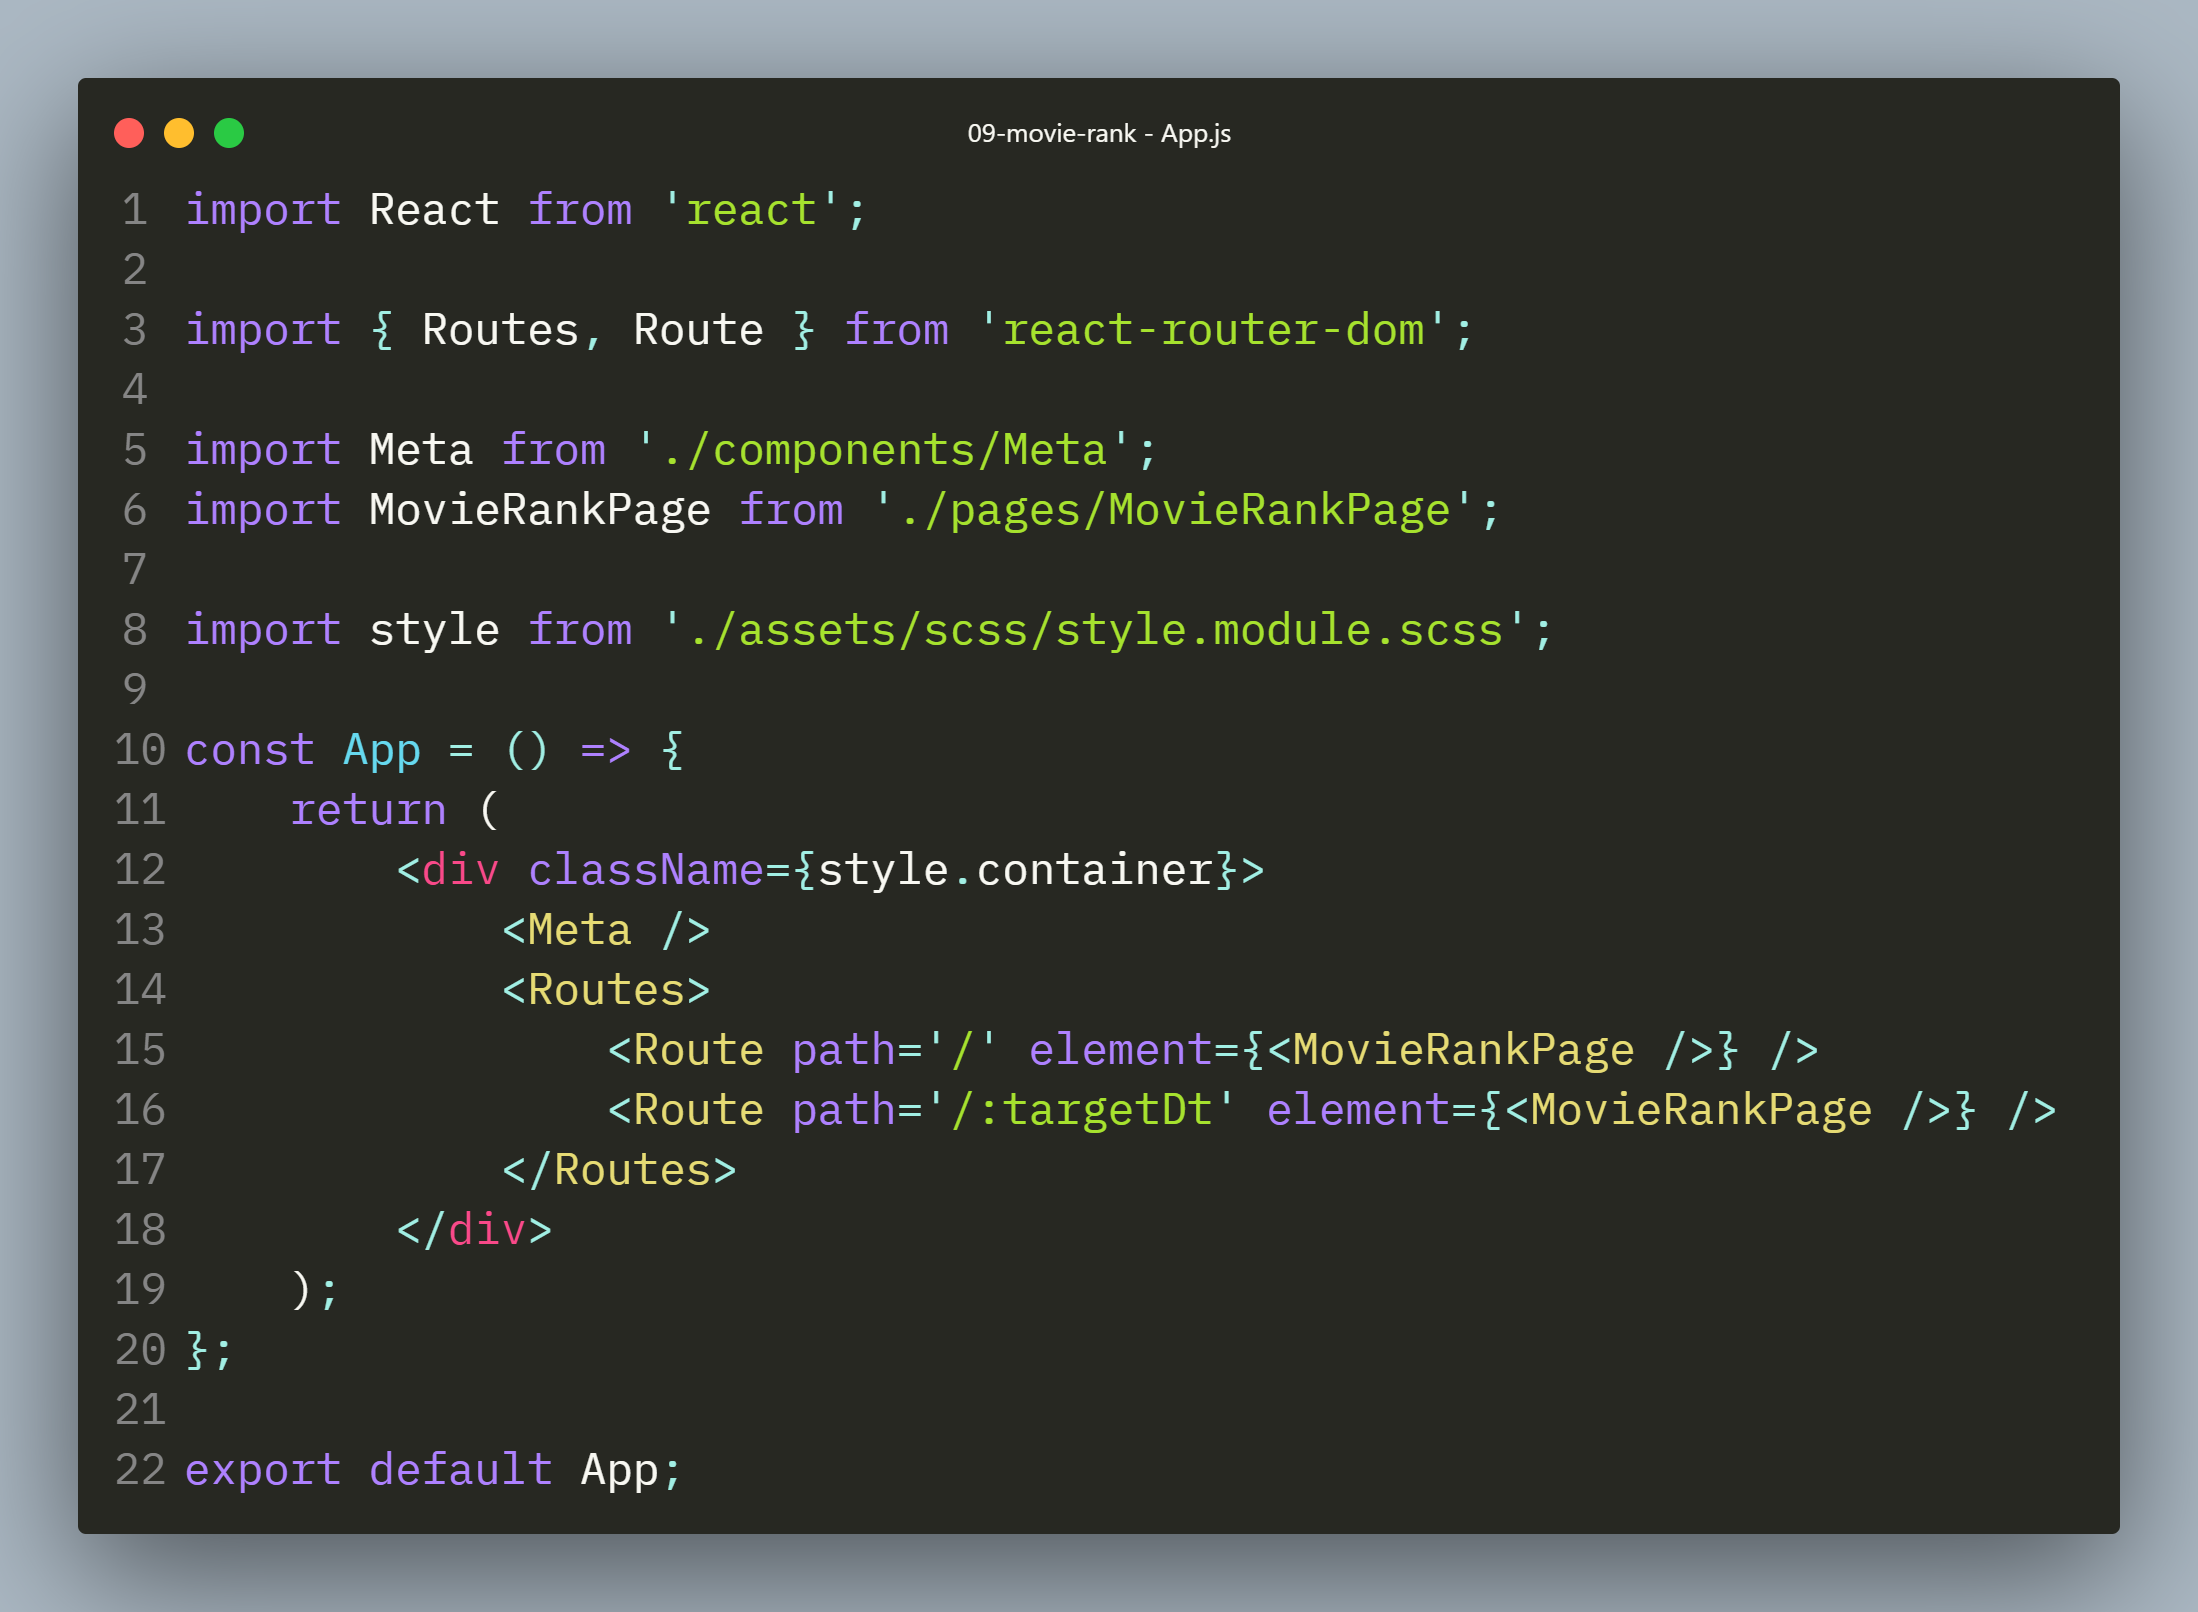 09-movie-rank - App.js
1 import React from 'react';
2
3 import { Routes, Route } from 'react-router-dom';
4
5 import Meta from './components/Meta';
6 import MovieRankPage from './pages/MovieRankPage';
7
8 import style from './assets/scss/style.module.scss';
9
10 const App = () => {
11     return (
12         <div className={style.container}>
13             <Meta />
14             <Routes>
15                 <Route path='/' element={<MovieRankPage />} />
16                 <Route path='/:targetDt' element={<MovieRankPage />} />
17             </Routes>
18         </div>
19     );
20 };
21
22 export default App;